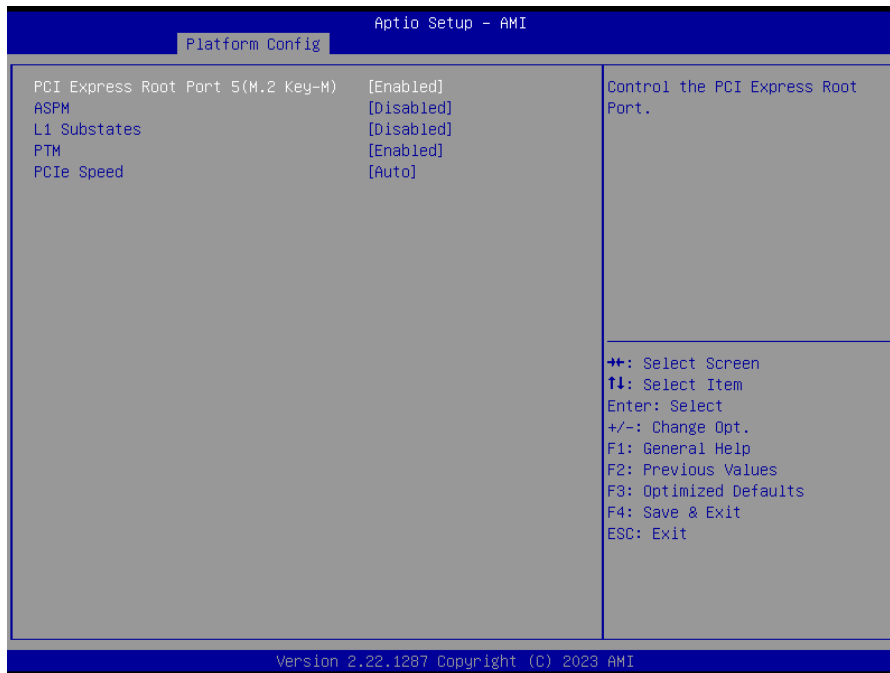 Aptio Setup – AMI
Platform Config
PCI Express Root Port 5(M.2 Key-M) [Enabled]
ASPM [Disabled]
L1 Substates [Disabled]
PTM [Enabled]
PCIe Speed [Auto]
Control the PCI Express Root
Port.
→←: Select Screen
↑↓: Select Item
Enter: Select
+/-: Change Opt.
F1: General Help
F2: Previous Values
F3: Optimized Defaults
F4: Save & Exit
ESC: Exit
Version 2.22.1287 Copyright (C) 2023 AMI